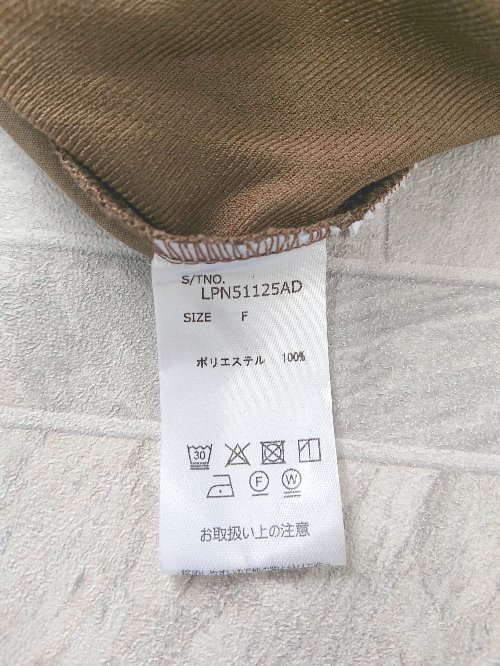 S/TNO.
LPN51125AD
SIZE F
ポリエステル 100%
30
F W
お取扱い上の注意